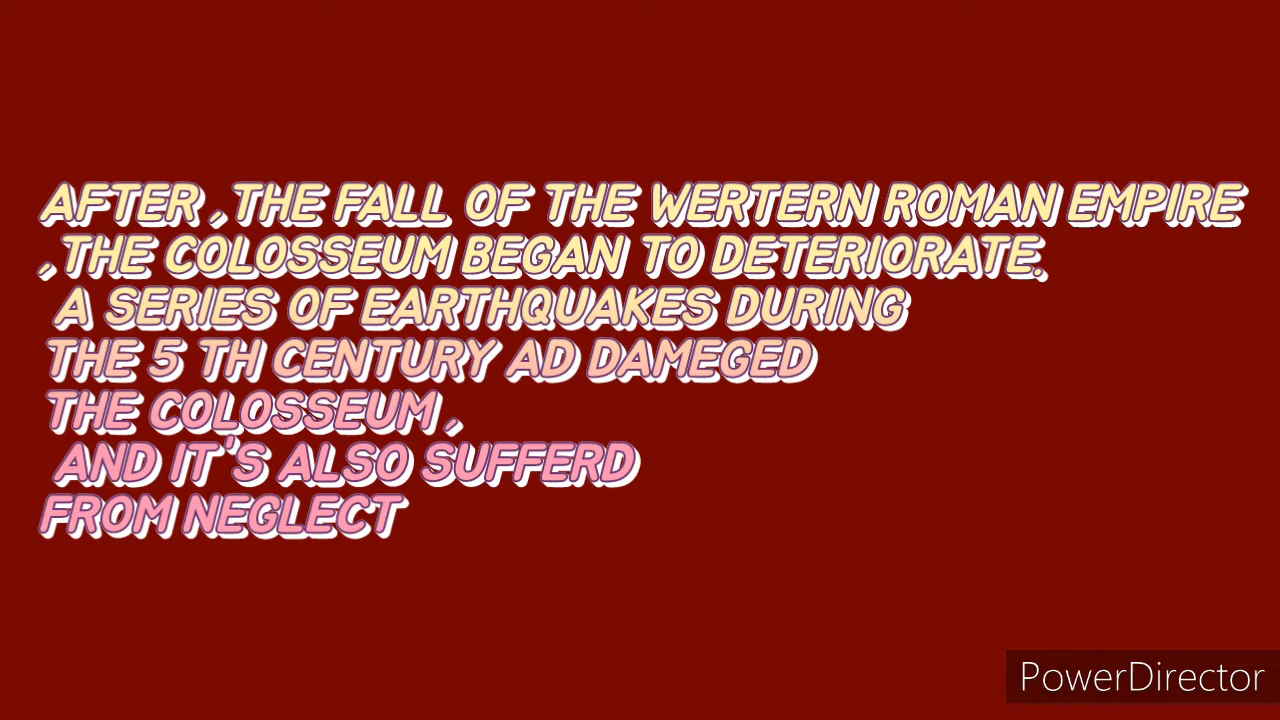 AFTER ,THE FALL OF THE WERTERN ROMAN EMPIRE
,THE COLOSSEUM BEGAN TO DETERIORATE.
A SERIES OF EARTHQUAKES DURING
THE 5 TH CENTURY AD DAMEGED
THE COLOSSEUM ,
AND IT'S ALSO SUFFERD
FROM NEGLECT
PowerDirector